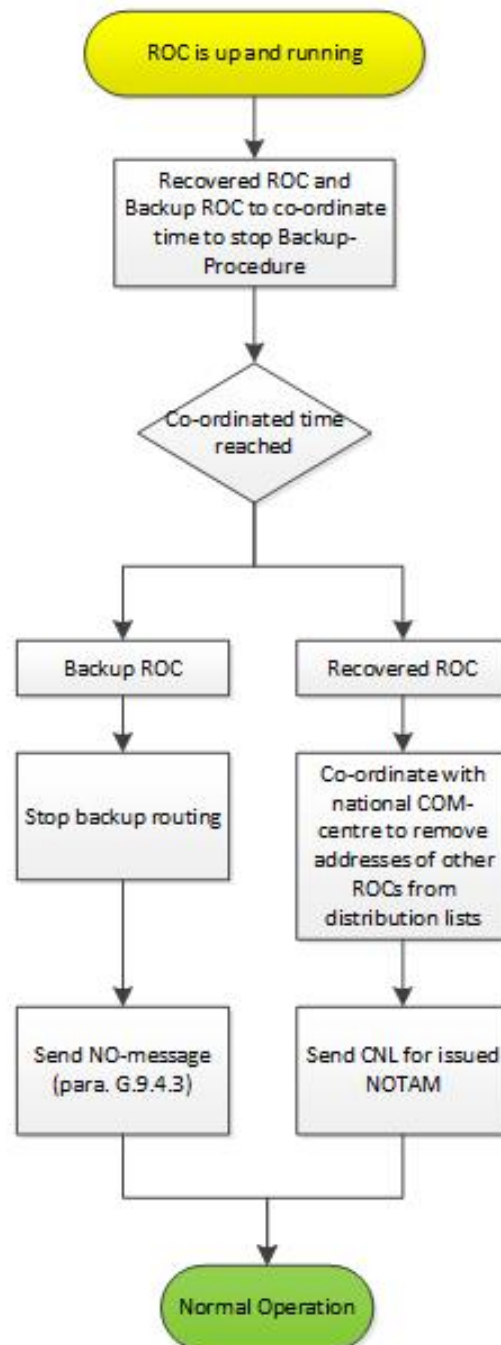 ROC is up and running
Recovered ROC and
Backup ROC to co-ordinate
time to stop Backup-
Procedure
Co-ordinated time
reached
Backup ROC
Stop backup routing
Send NO-message
(para. G.9.4.3)
Recovered ROC
Co-ordinate with
national COM-
centre to remove
addresses of other
ROCs from
distribution lists
Send CNL for issued
NOTAM
Normal Operation